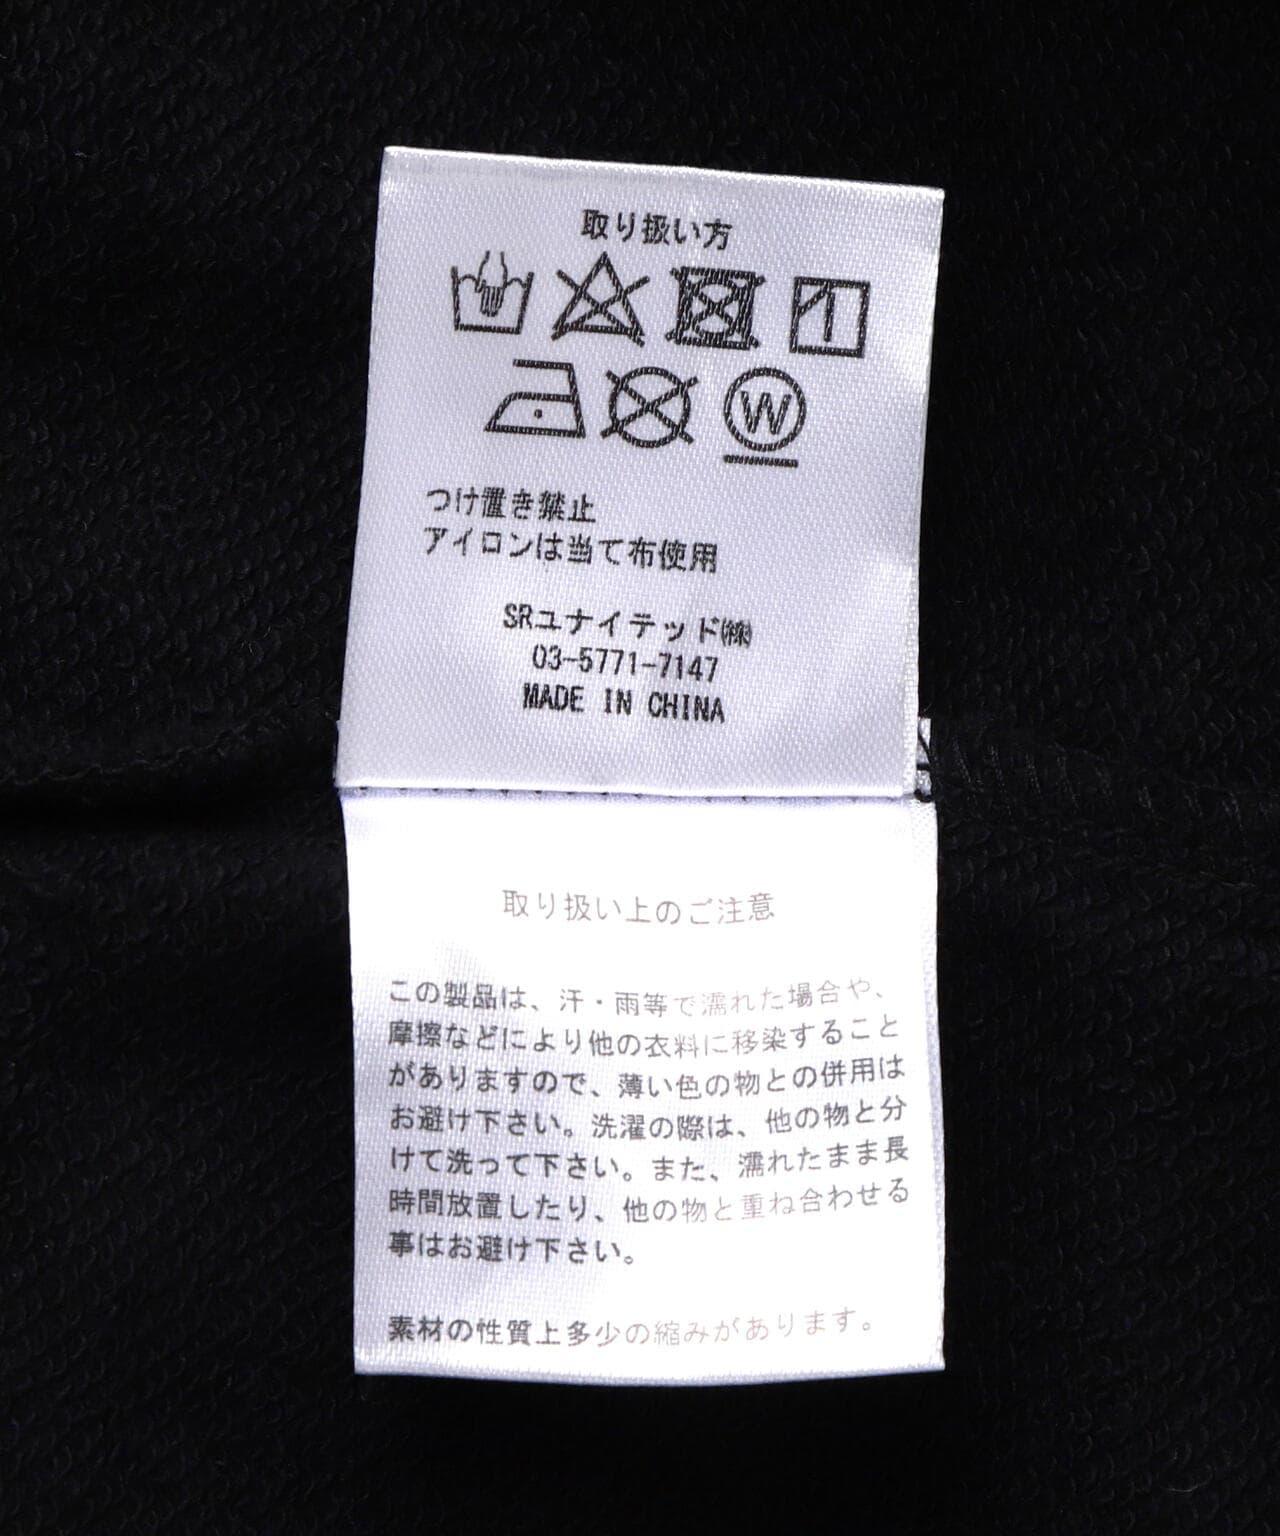 取り扱い方
W
つけ置き禁止
アイロンは当て布使用
SRユナイテッド㈱
03-5771-7147
MADE IN CHINA
取り扱い上のご注意
この製品は、汗・雨等で濡れた場合や、
摩擦などにより他の衣料に移染すること
がありますので、薄い色の物との併用は
お避け下さい。洗濯の際は、他の物と分
けて洗って下さい。また、濡れたまま長
時間放置したり、他の物と重ね合わせる
事はお避け下さい。
素材の性質上多少の縮みがあります。